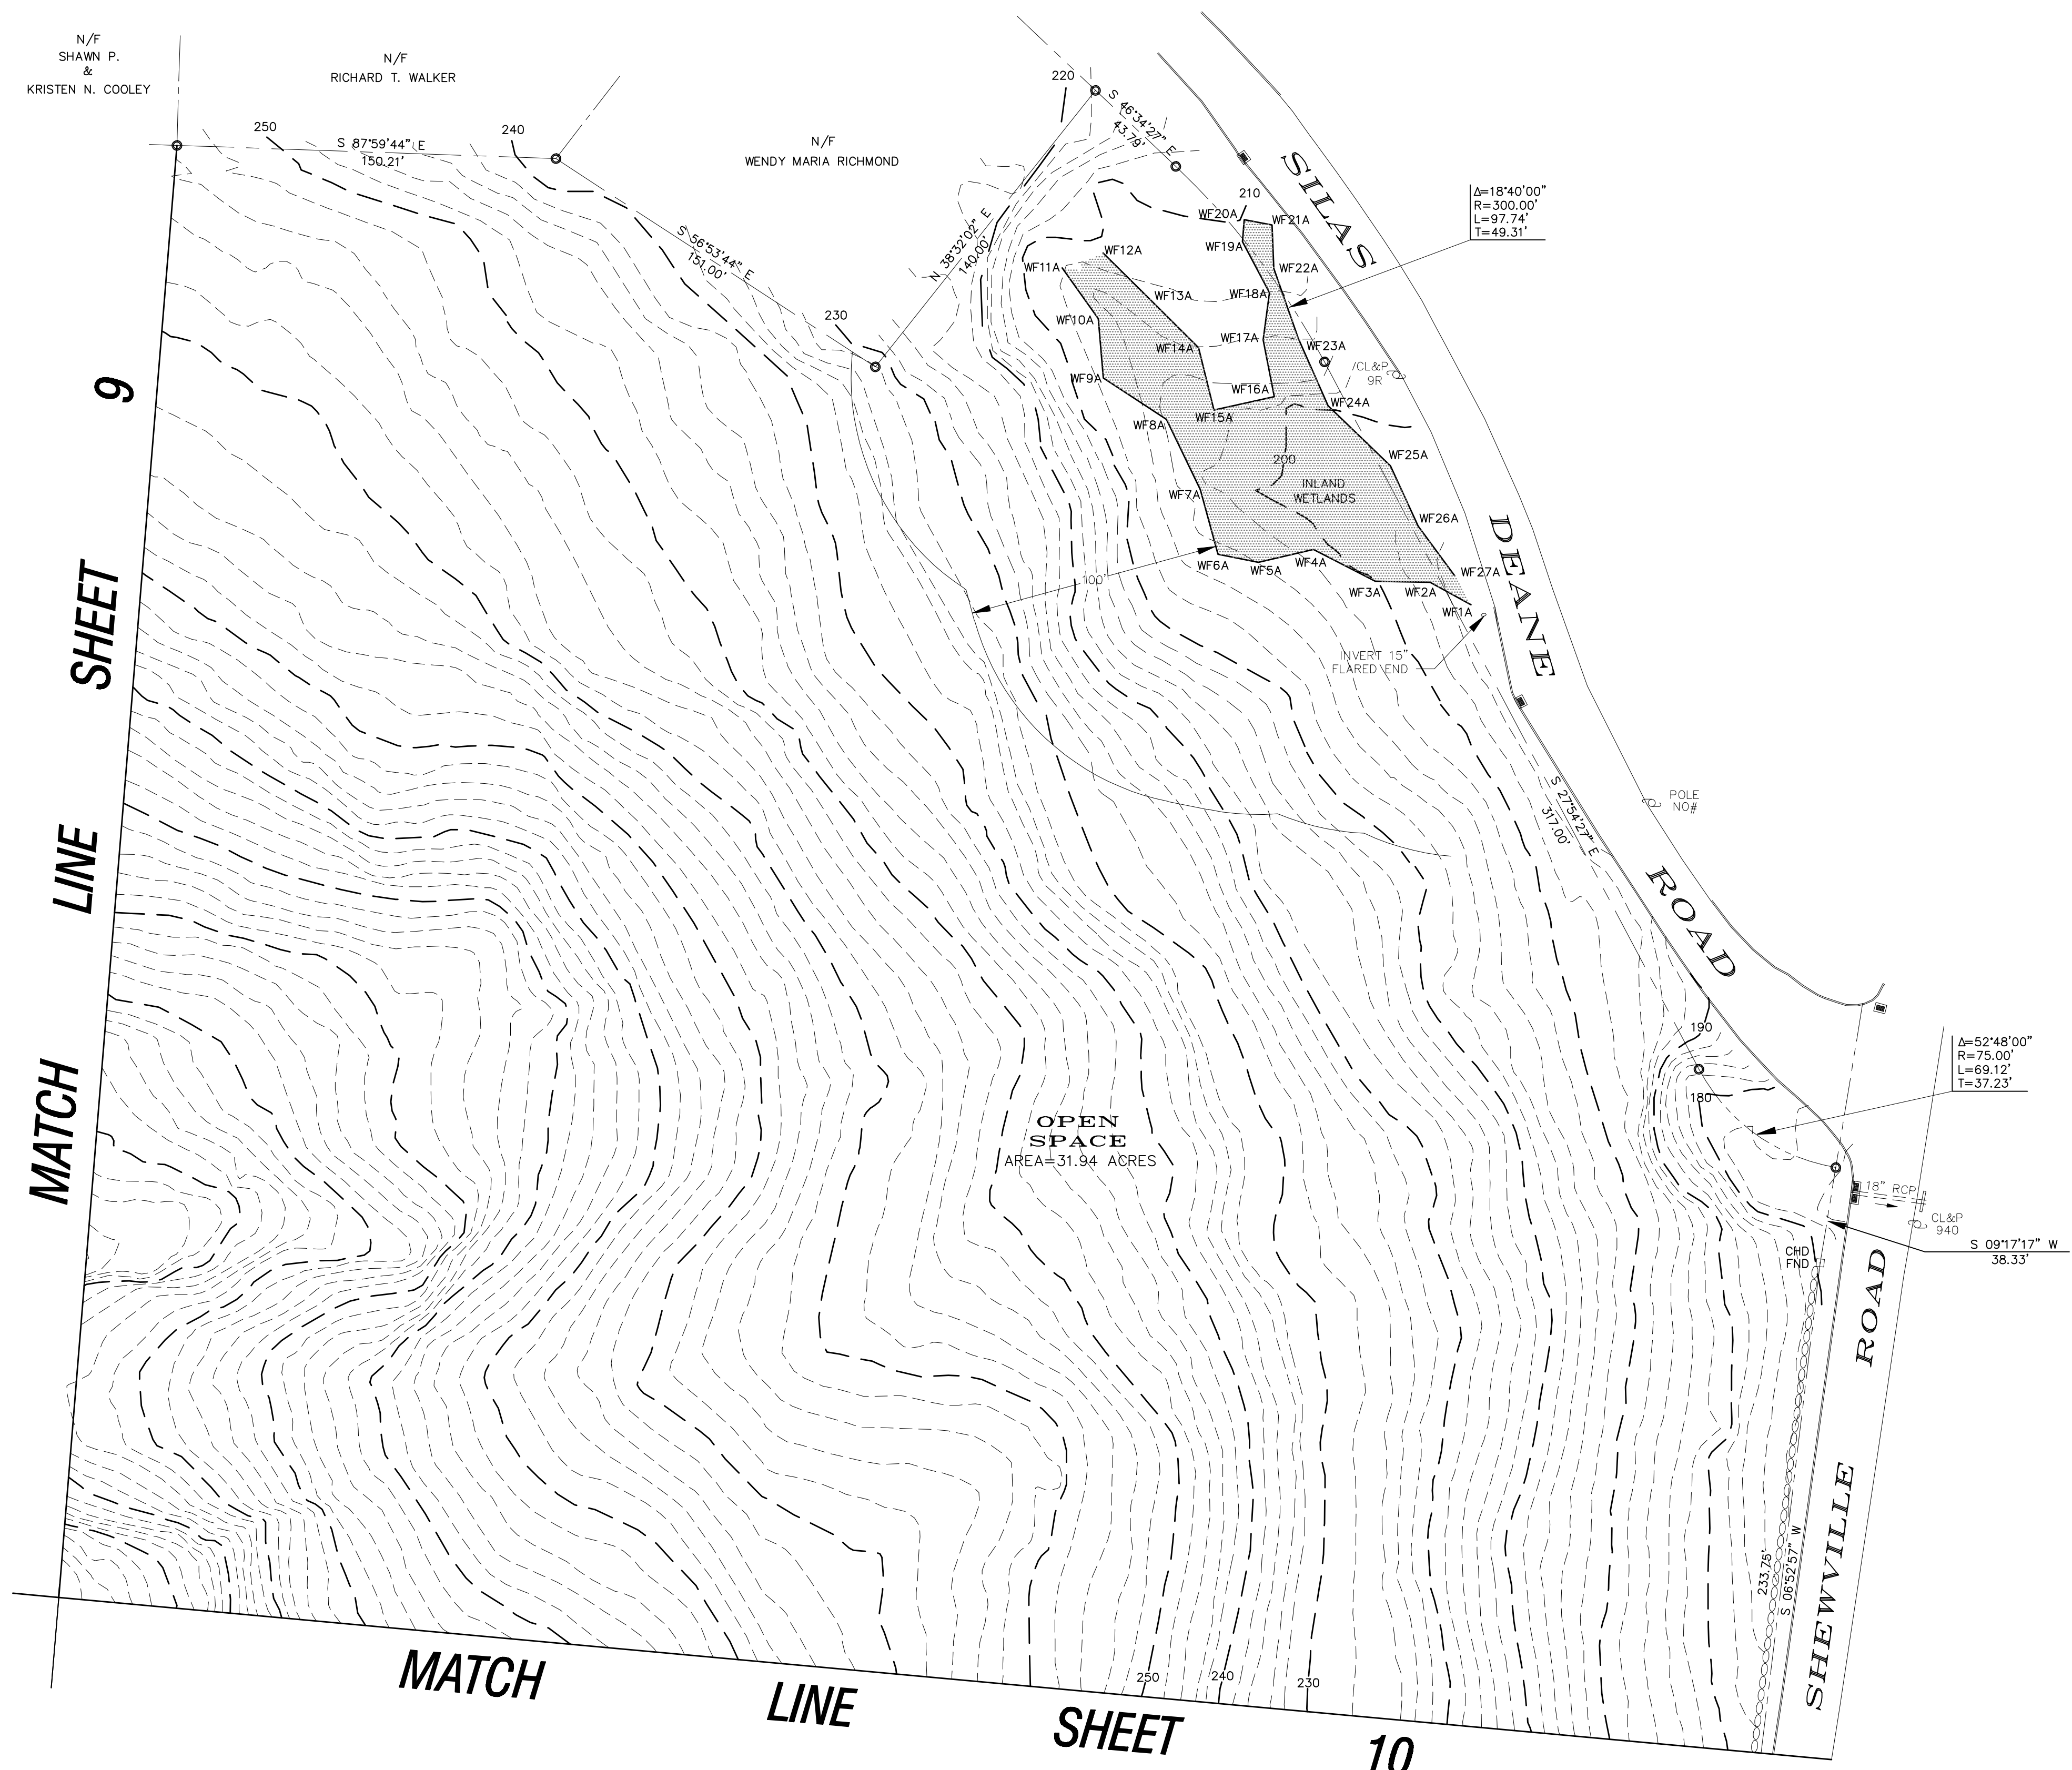 N/F
SHAWN P.
&
KRISTEN N. COOLEY
N/F
RICHARD T. WALKER
N/F
WENDY MARIA RICHMOND
250
S 87°59'44" E
150.21'
240
S 56°53'44" E
151.00'
230
N 38°32'02" E
140.00'
220
S 46°34'27" E
43.79'
210
SILAS
DEANE
ROAD
Δ=18°40'00"
R=300.00'
L=97.74'
T=49.31'
WF20A
WF21A
WF19A
WF12A
WF11A
WF22A
WF13A
WF18A
WF10A
WF17A
WF23A
WF14A
CL&P
9R
WF9A
WF16A
WF24A
WF15A
WF8A
WF25A
200
INLAND
WETLANDS
WF7A
WF26A
WF6A
WF5A
WF4A
WF27A
100'
WF3A
WF2A
WF1A
INVERT 15"
FLARED END
S 27°54'27" E
317.00'
POLE
NO#
190
180
Δ=52°48'00"
R=75.00'
L=69.12'
T=37.23'
OPEN
SPACE
AREA=31.94 ACRES
18" RCP
CL&P
940
S 09°17'17" W
38.33'
CHD
FND
233.75'
S 06°52'57" W
SHEWVILLE ROAD
250
240
230
MATCH LINE SHEET 9
MATCH LINE SHEET 10